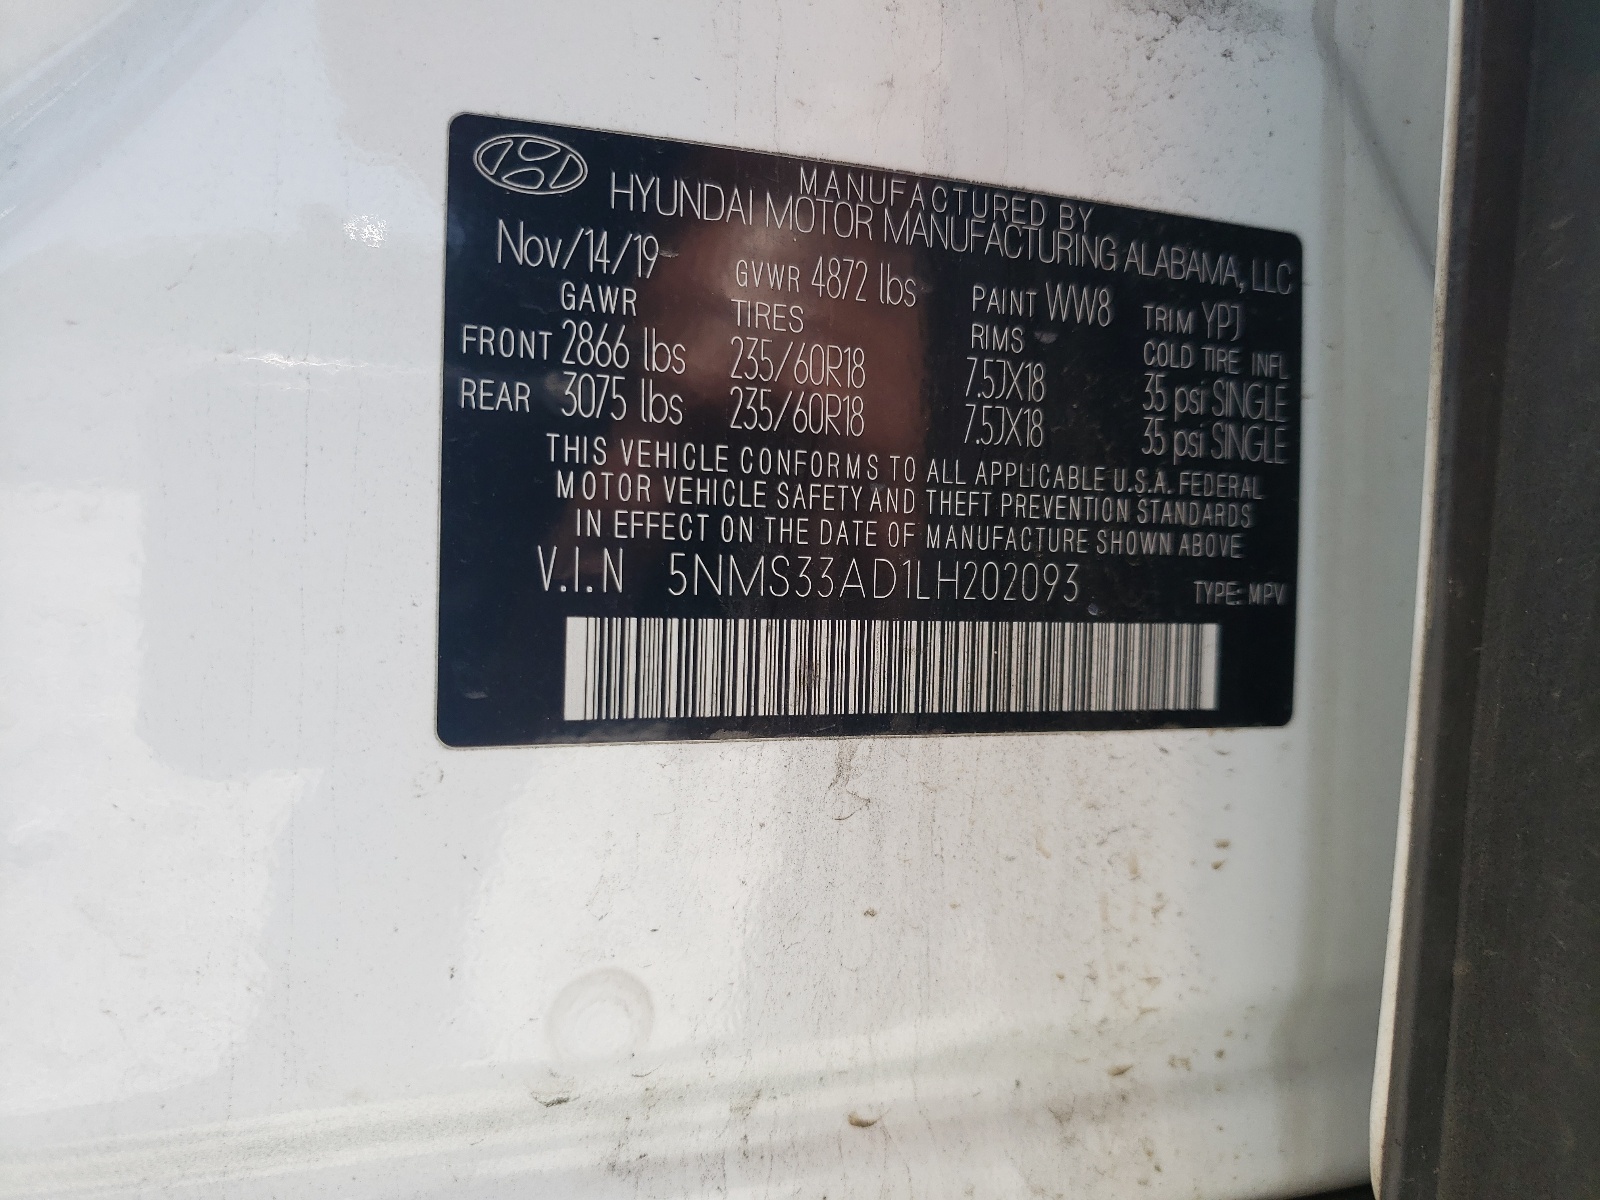 MANUFACTURED BY
HYUNDAI MOTOR MANUFACTURING ALABAMA, LLC
Nov/14/19 GVWR 4872 lbs PAINT WW8 TRIM YPJ
GAWR TIRES RIMS COLD TIRE INFL
FRONT 2866 lbs 235/60R18 7.5JX18 35 psi SINGLE
REAR 3075 lbs 235/60R18 7.5JX18 35 psi SINGLE
THIS VEHICLE CONFORMS TO ALL APPLICABLE U.S.A. FEDERAL
MOTOR VEHICLE SAFETY AND THEFT PREVENTION STANDARDS
IN EFFECT ON THE DATE OF MANUFACTURE SHOWN ABOVE
V.I.N 5NMS33AD1LH202093 TYPE: MPV